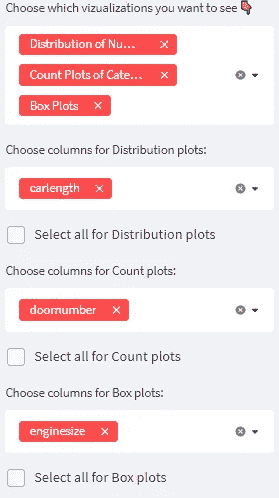 Choose which vizualizations you want to see
Distribution of Nu...
Count Plots of Cate...
Box Plots
Choose columns for Distribution plots:
carlength
Select all for Distribution plots
Choose columns for Count plots:
doornumber
Select all for Count plots
Choose columns for Box plots:
enginesize
Select all for Box plots